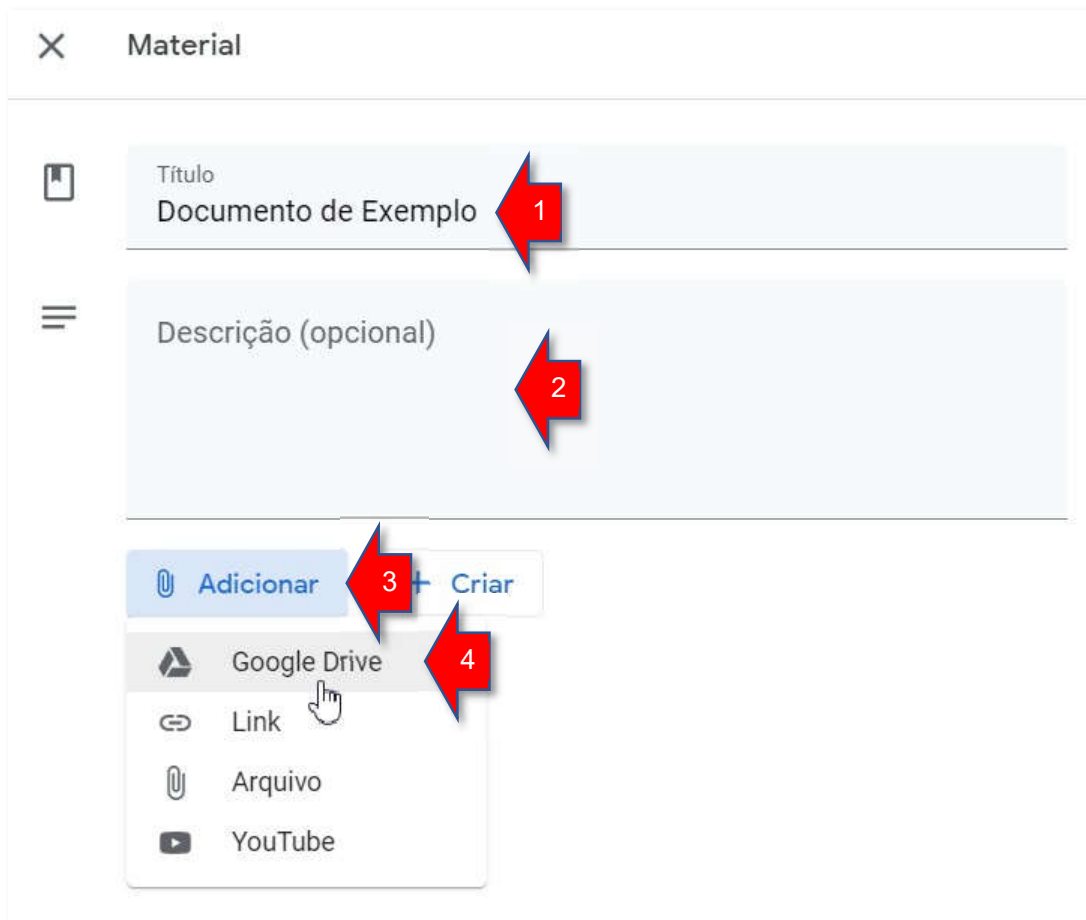 Material
Título
Documento de Exemplo
1
Descrição (opcional)
2
Adicionar
3
+ Criar
Google Drive
4
Link
Arquivo
YouTube